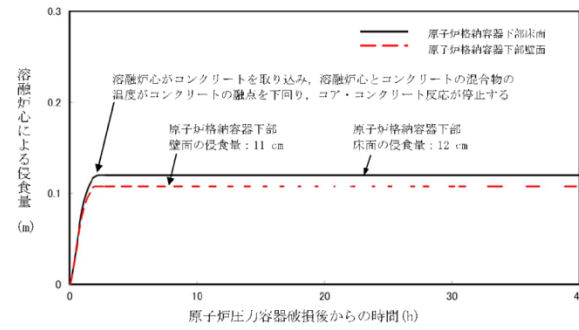 0.3
原子炉格納容器下部床面
原子炉格納容器下部壁面
溶融炉心がコンクリートを取り込み，溶融炉心とコンクリートの混合物の
温度がコンクリートの融点を下回り，コア・コンクリート反応が停止する
0.2
原子炉格納容器下部
壁面の侵食量：11 cm
原子炉格納容器下部
床面の侵食量：12 cm
0.1
0.0
溶融炉心による侵食量
(m)
0
10
20
30
4
原子炉圧力容器破損後からの時間(h)